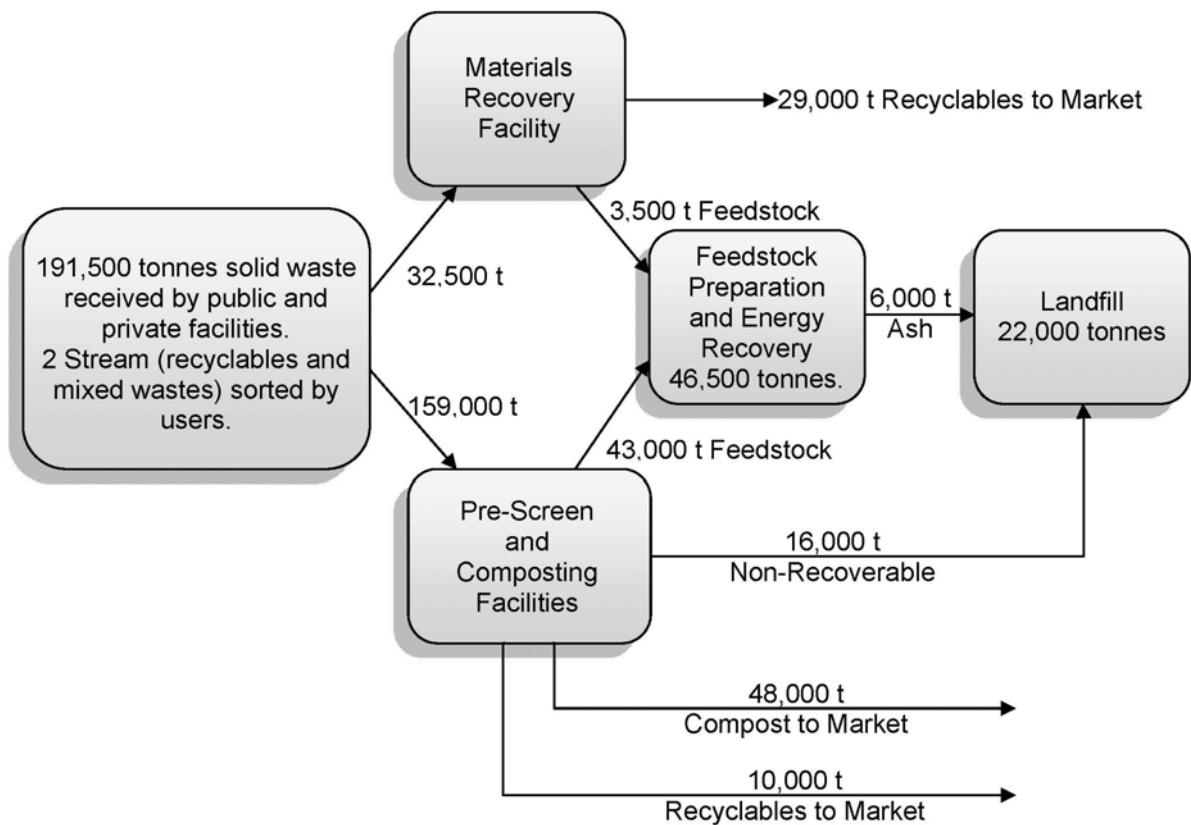 Materials
Recovery
Facility
29,000 t Recyclables to Market
3,500 t Feedstock
191,500 tonnes solid waste
received by public and
private facilities.
2 Stream (recyclables and
mixed wastes) sorted by
users.
32,500 t
159,000 t
Feedstock
Preparation
and Energy
Recovery
46,500 tonnes.
6,000 t
Ash
Landfill
22,000 tonnes
43,000 t Feedstock
Pre-Screen
and
Composting
Facilities
16,000 t
Non-Recoverable
48,000 t
Compost to Market
10,000 t
Recyclables to Market